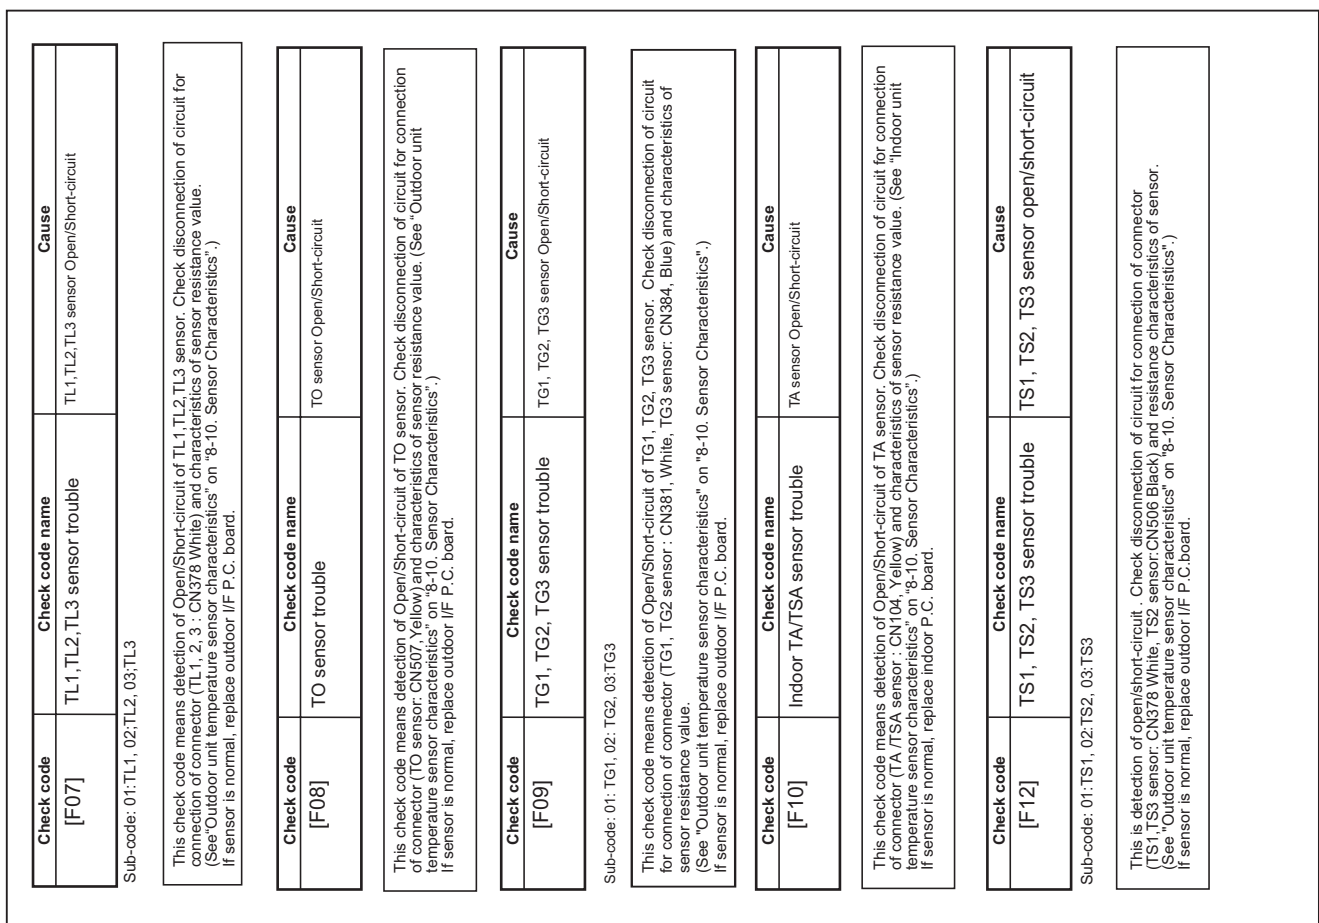 Check code Check code name Cause
[F07] TL1,TL2,TL3 sensor trouble TL1,TL2,TL3 sensor Open/Short-circuit
Sub-code: 01:TL1, 02;TL2, 03;TL3
This check code means detection of Open/Short-circuit of TL1,TL2,TL3 sensor. Check disconnection of circuit for
connection of connector (TL1, 2, 3 : CN378 White) and characteristics of sensor resistance value.
(See“Outdoor unit temperature sensor characteristics” on “8-10. Sensor Characteristics”.)
If sensor is normal, replace outdoor I/F P.C. board.
Check code Check code name Cause
[F08] TO sensor trouble TO sensor Open/Short-circuit
This check code means detection of Open/Short-circuit of TO sensor. Check disconnection of circuit for connection
of connector (TO sensor: CN507,Yellow) and characteristics of sensor resistance value. (See “Outdoor unit
temperature sensor characteristics” on “8-10. Sensor Characteristics”.)
If sensor is normal, replace outdoor I/F P.C. board.
Check code Check code name Cause
[F09] TG1, TG2, TG3 sensor trouble TG1, TG2, TG3 sensor Open/Short-circuit
Sub-code: 01: TG1, 02: TG2, 03:TG3
This check code means detection of Open/Short-circuit of TG1, TG2, TG3 sensor. Check disconnection of circuit
for connection of connector (TG1, TG2 sensor : CN381, White, TG3 sensor: CN384, Blue) and characteristics of
sensor resistance value.
(See "Outdoor unit temperature sensor characteristics" on "8-10. Sensor Characteristics".)
If sensor is normal, replace outdoor I/F P.C. board.
Check code Check code name Cause
[F10] Indoor TA/TSA sensor trouble TA sensor Open/Short-circuit
This check code means detection of Open/Short-circuit of TA sensor. Check disconnection of circuit for connection
of connector (TA /TSA sensor : CN104, Yellow) and characteristics of sensor resistance value. (See “Indoor unit
temperature sensor characteristics” on “8-10. Sensor Characteristics”.)
If sensor is normal, replace indoor P.C. board.
Check code Check code name Cause
[F12] TS1, TS2, TS3 sensor trouble TS1, TS2, TS3 sensor open/short-circuit
Sub-code: 01:TS1, 02:TS2, 03:TS3
This is detection of open/short-circuit . Check disconnection of circuit for connection of connector
(TS1,TS3 sensor: CN378 White, TS2 sensor:CN506 Black) and resistance characteristics of sensor.
(See "Outdoor unit temperature sensor characteristics" on "8-10. Sensor Characteristics".)
If sensor is normal, replace outdoor I/F P.C.board.